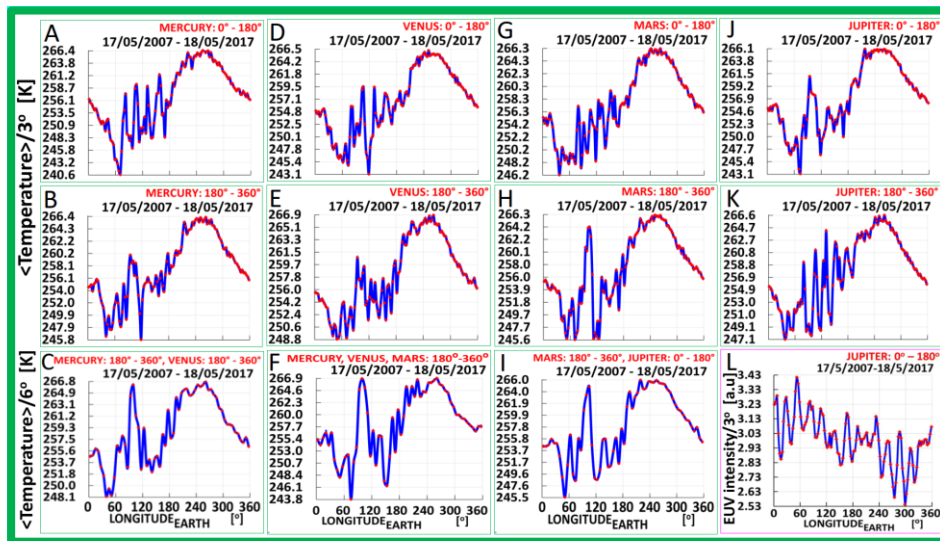 A
MERCURY: 0° - 180°
17/05/2007 - 18/05/2017
266.4
263.8
261.2
258.7
256.1
253.5
250.9
248.3
245.8
243.2
240.6
D
VENUS: 0° - 180°
17/05/2007 - 18/05/2017
266.5
264.2
261.8
259.5
257.1
254.8
252.5
250.1
247.8
245.4
243.1
G
MARS: 0° - 180°
17/05/2007 - 18/05/2017
266.3
264.3
262.3
260.3
258.3
256.3
254.2
252.2
250.2
248.2
246.2
J
JUPITER: 0° - 180°
17/05/2007 - 18/05/2017
266.1
263.8
261.5
259.2
256.9
254.6
252.3
250.0
247.7
245.4
243.1
<Temperature>/3° [K]
B
MERCURY: 180° - 360°
17/05/2007 - 18/05/2017
266.4
264.3
262.3
260.2
258.1
256.1
254.0
252.0
249.9
247.9
245.8
E
VENUS: 180° - 360°
17/05/2007 - 18/05/2017
266.9
265.1
263.3
261.5
259.7
257.8
256.0
254.2
252.4
250.6
248.8
H
MARS: 180° - 360°
17/05/2007 - 18/05/2017
266.3
264.3
262.2
260.1
258.0
256.0
253.9
251.8
249.7
247.7
245.6
K
JUPITER: 180° - 360°
17/05/2007 - 18/05/2017
266.6
264.7
262.7
260.8
258.8
256.9
254.9
253.0
251.0
249.1
247.1
<Temperature>/6° [K]
C
MERCURY: 180° - 360°, VENUS: 180° - 360°
17/05/2007 - 18/05/2017
266.8
264.9
263.1
261.2
259.3
257.5
255.6
253.7
251.8
250.0
248.1
0 60 120 180 240 300 360
LONGITUDE EARTH [°]
F
MERCURY, VENUS, MARS: 180°-360°
17/05/2007 - 18/05/2017
266.9
264.6
262.3
260.0
257.7
255.4
253.0
250.7
248.4
246.1
243.8
0 60 120 180 240 300 360
LONGITUDE EARTH [°]
I
MARS: 180° - 360°, JUPITER: 0° - 180°
17/05/2007 - 18/05/2017
266.0
264.0
261.9
259.9
257.8
255.8
253.7
251.7
249.6
247.6
245.5
0 60 120 180 240 300 360
LONGITUDE EARTH [°]
L
JUPITER: 0° – 180°
17/5/2007-18/5/2017
EUV intensity/3° [a.u]
3.43
3.33
3.23
3.13
3.03
2.93
2.83
2.73
2.63
2.53
0 60 120 180 240 300 360
LONGITUDE EARTH [°]